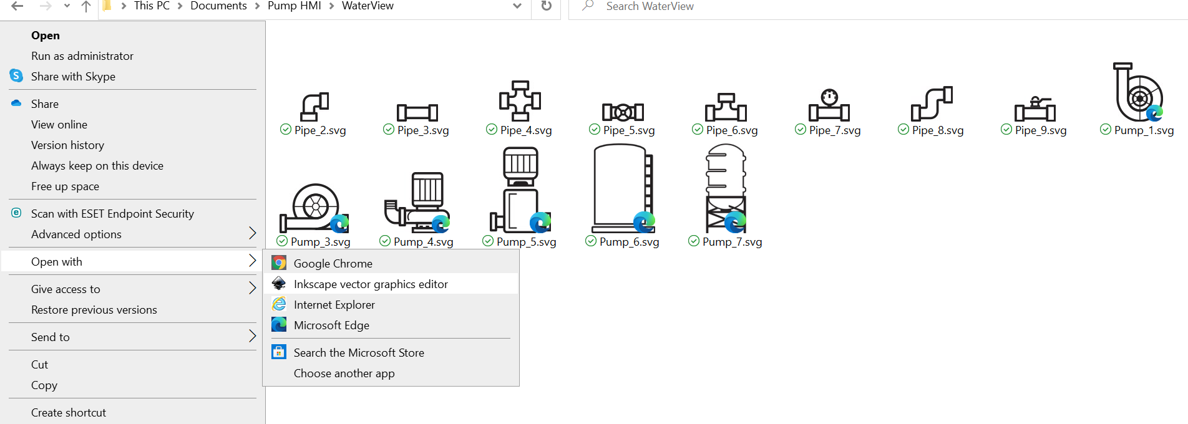 This PC > Documents > Pump HMI > WaterView
Search WaterView
Open
Run as administrator
Share with Skype
Share
View online
Version history
Always keep on this device
Free up space
Scan with ESET Endpoint Security
Advanced options
Open with
Give access to
Restore previous versions
Send to
Cut
Copy
Create shortcut
Pipe_2.svg Pipe_3.svg Pipe_4.svg Pipe_5.svg Pipe_6.svg Pipe_7.svg Pipe_8.svg Pipe_9.svg Pump_1.svg
Pump_3.svg Pump_4.svg Pump_5.svg Pump_6.svg Pump_7.svg
Google Chrome
Inkscape vector graphics editor
Internet Explorer
Microsoft Edge
Search the Microsoft Store
Choose another app